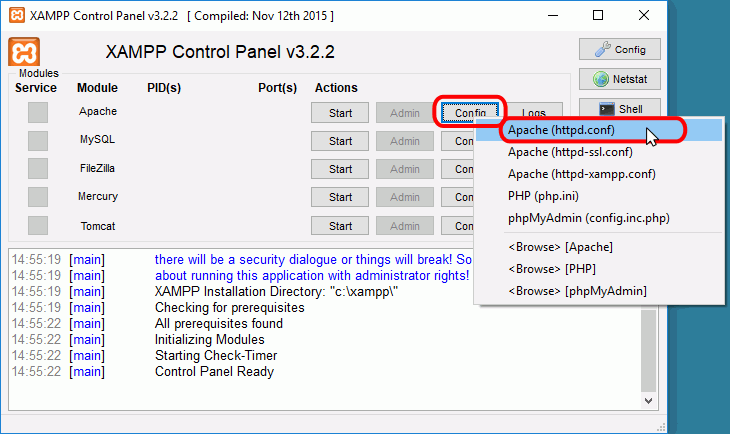 XAMPP Control Panel v3.2.2 [ Compiled: Nov 12th 2015 ]
XAMPP Control Panel v3.2.2
Config
Modules
Service Module PID(s) Port(s) Actions
Netstat
Apache Start Admin Config Logs
Shell
MySQL Start Admin
FileZilla Start Admin
Mercury Start Admin
Tomcat Start Admin
Apache (httpd.conf)
Apache (httpd-ssl.conf)
Apache (httpd-xampp.conf)
PHP (php.ini)
phpMyAdmin (config.inc.php)
<Browse> [Apache]
<Browse> [PHP]
<Browse> [phpMyAdmin]
14:55:19 [main] there will be a security dialogue or things will break! So
14:55:19 [main] about running this application with administrator rights!
14:55:19 [main] XAMPP Installation Directory: "c:\xampp\"
14:55:19 [main] Checking for prerequisites
14:55:22 [main] All prerequisites found
14:55:22 [main] Initializing Modules
14:55:22 [main] Starting Check-Timer
14:55:22 [main] Control Panel Ready